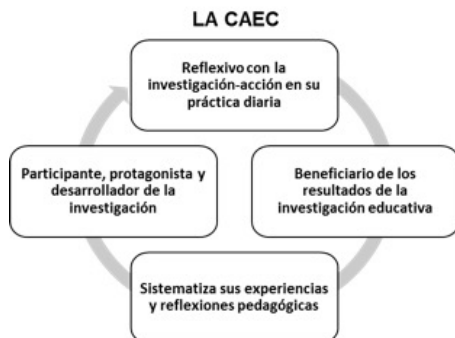 LA CAEC
Reflexivo con la
investigación-acción en su
práctica diaria
Participante, protagonista y
desarrollador de la
investigación
Beneficiario de los
resultados de la
investigación educativa
Sistematiza sus experiencias
y reflexiones pedagógicas